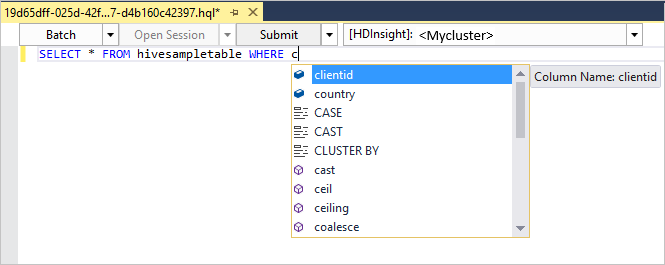 19d65dff-025d-42f...7-d4b160c42397.hql*
Batch Open Session Submit [HDInsight]: <Mycluster>
SELECT * FROM hivesampletable WHERE c
clientid Column Name: clientid
country
CASE
CAST
CLUSTER BY
cast
ceil
ceiling
coalesce